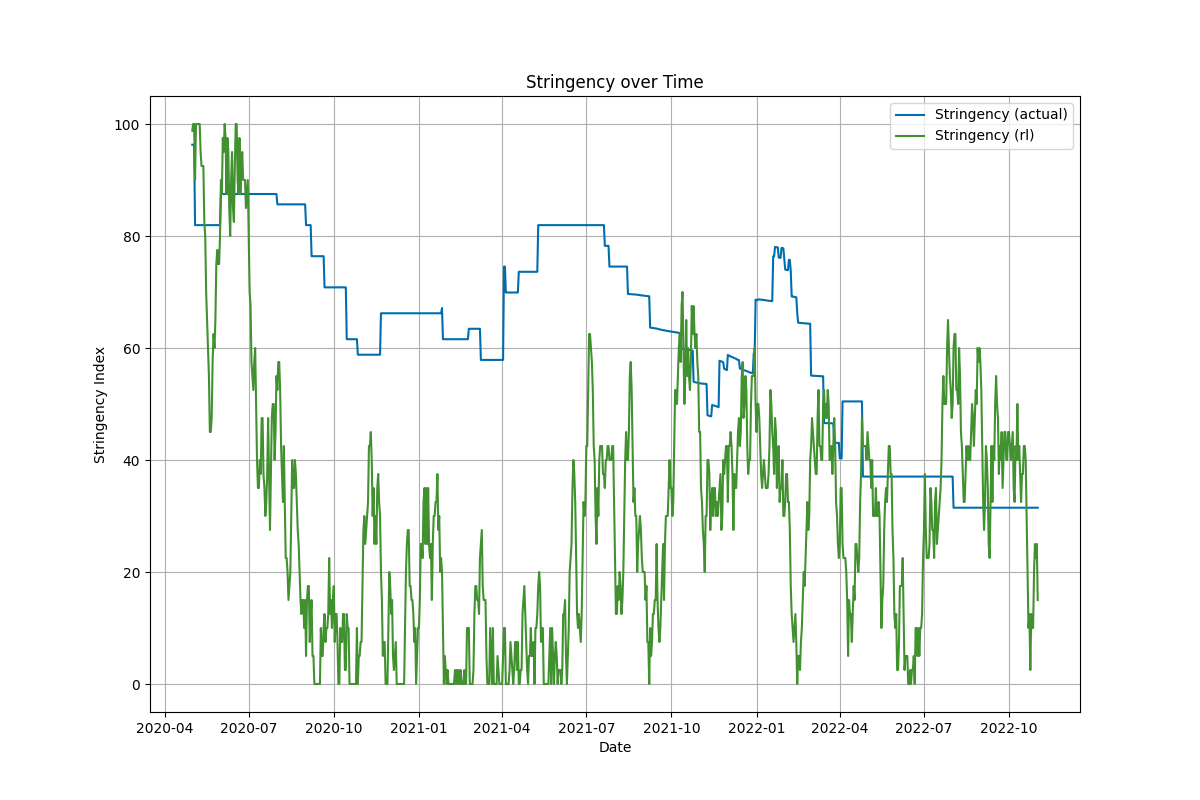 Stringency over Time
Stringency (actual)
Stringency (rl)
100
80
60
40
20
0
Stringency Index
2020-04 2020-07 2020-10 2021-01 2021-04 2021-07 2021-10 2022-01 2022-04 2022-07 2022-10
Date